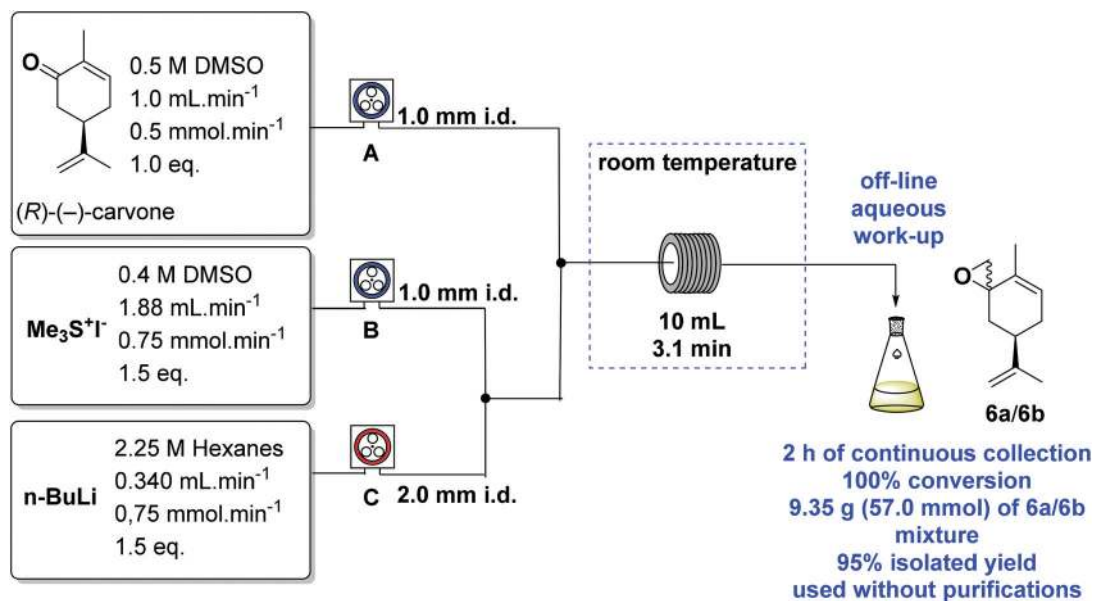 O
0.5 M DMSO
1.0 mL.min-1
0.5 mmol.min-1
1.0 eq.
(R)-(–)-carvone
A
1.0 mm i.d.
Me3S+I-
0.4 M DMSO
1.88 mL.min-1
0.75 mmol.min-1
1.5 eq.
B
1.0 mm i.d.
n-BuLi
2.25 M Hexanes
0.340 mL.min-1
0,75 mmol.min-1
1.5 eq.
C
2.0 mm i.d.
room temperature
10 mL
3.1 min
off-line
aqueous
work-up
O
6a/6b
2 h of continuous collection
100% conversion
9.35 g (57.0 mmol) of 6a/6b
mixture
95% isolated yield
used without purifications